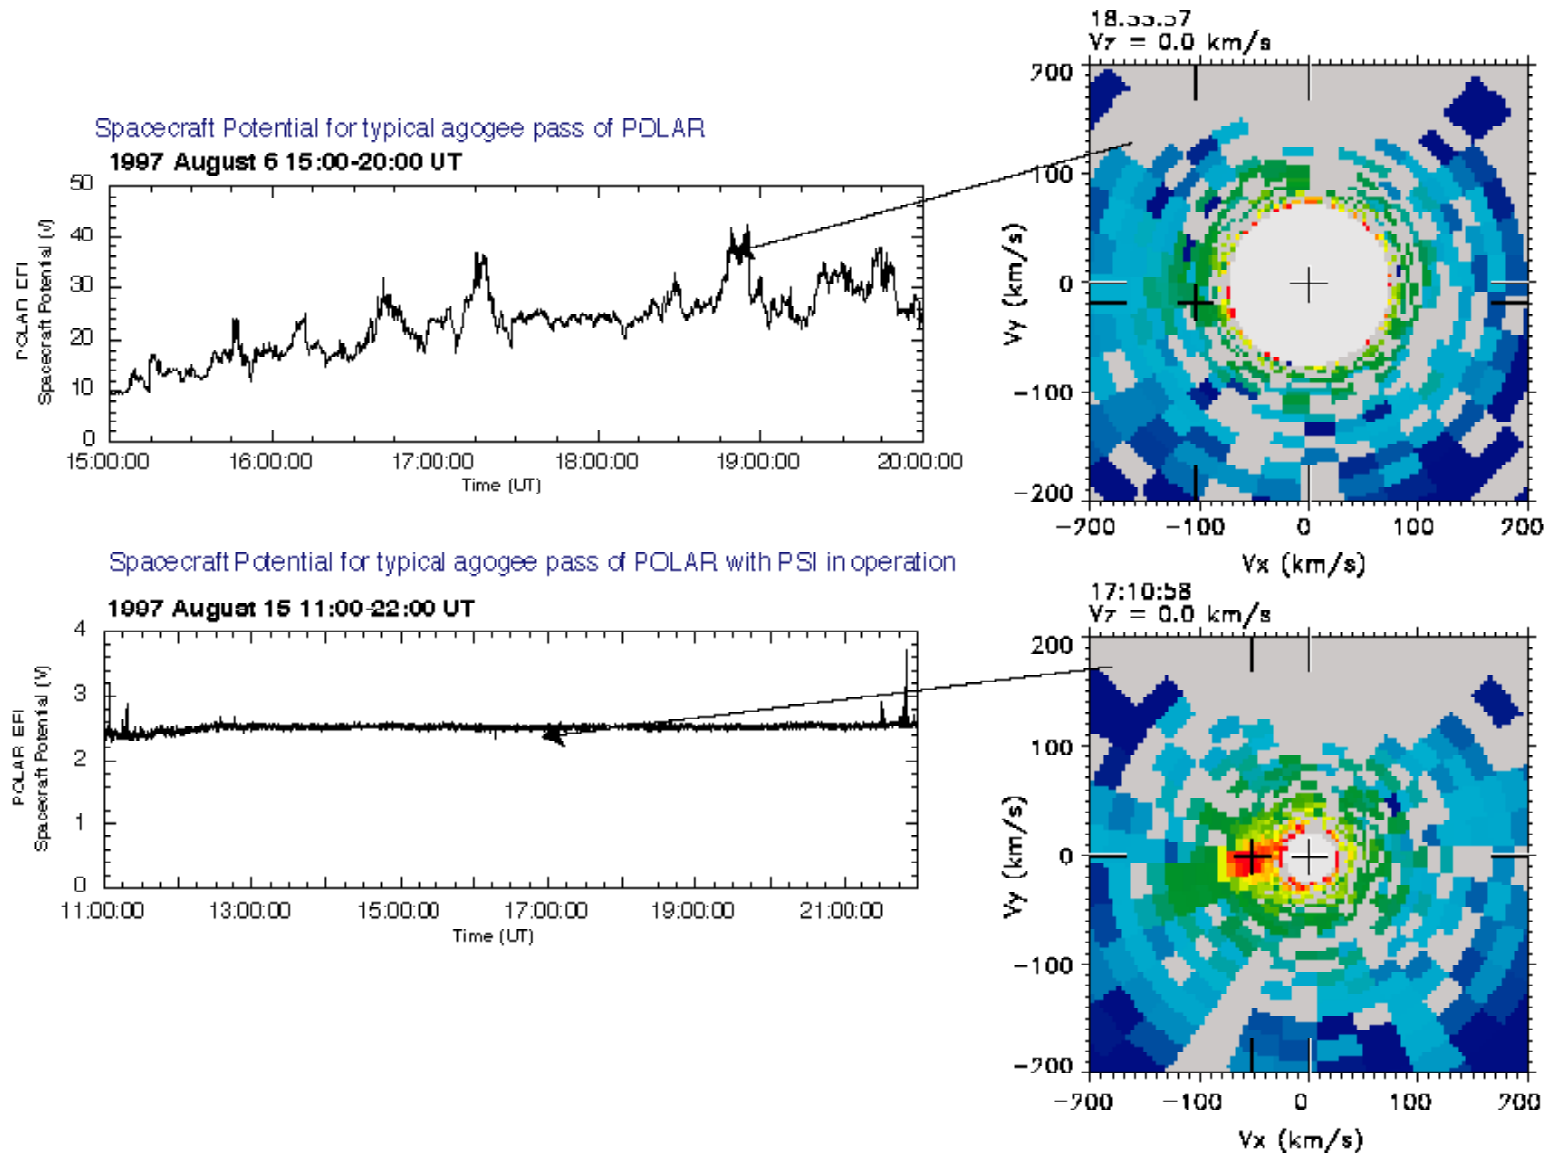 Spacecraft Potential for typical agogee pass of POLAR
1997 August 6 15:00-20:00 UT
POLAR EFI
Spacecraft Potential (V)
50
40
30
20
10
0
15:00:00 16:00:00 17:00:00 18:00:00 19:00:00 20:00:00
Time (UT)
18:55:57
Vz = 0.0 km/s
Vy (km/s)
200
100
0
-100
-200
-200 -100 0 100 200
Vx (km/s)
Spacecraft Potential for typical agogee pass of POLAR with PSI in operation
1997 August 15 11:00-22:00 UT
POLAR EFI
Spacecraft Potential (V)
4
3
2
1
0
11:00:00 13:00:00 15:00:00 17:00:00 19:00:00 21:00:00
Time (UT)
17:10:58
Vz = 0.0 km/s
Vy (km/s)
200
100
0
-100
-200
-200 -100 0 100 200
Vx (km/s)